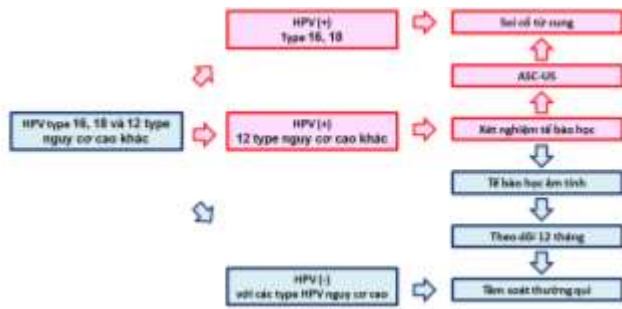 HPV (+)
Type 16, 18
Soi cổ tử cung
ASC-US
HPV type 16, 18 và 12 type
nguy cơ cao khác
HPV (+)
12 type nguy cơ cao khác
Xét nghiệm tế bào học
Tế bào học âm tính
Theo dõi 12 tháng
HPV (-)
với các type HPV nguy cơ cao
Tầm soát thường qui